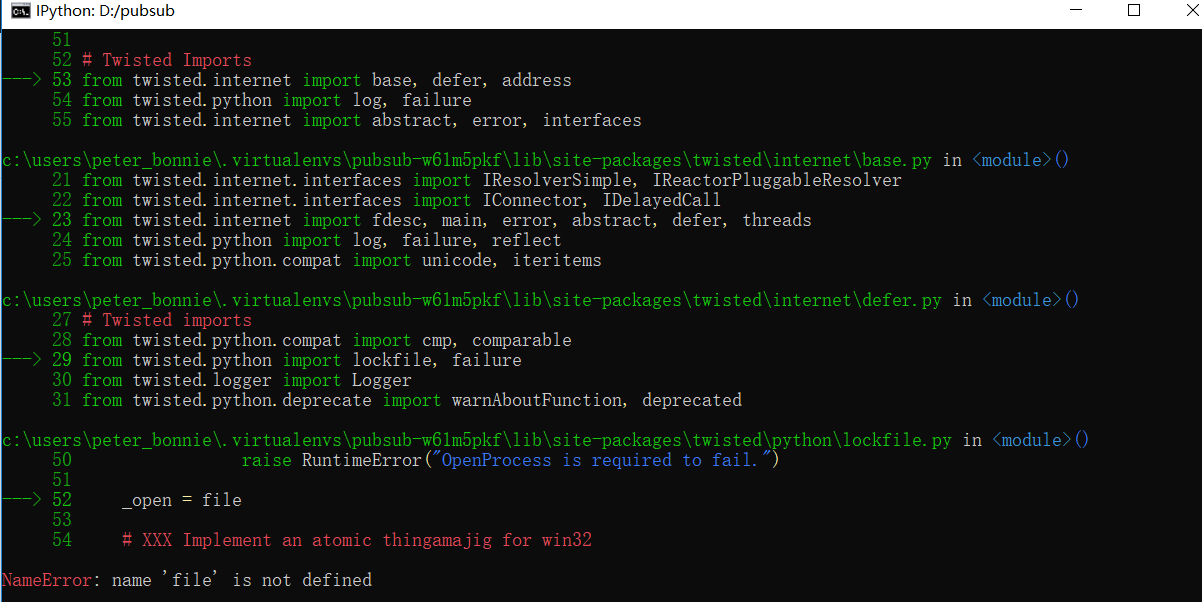 IPython: D:/pubsub
51
52 # Twisted Imports
---> 53 from twisted.internet import base, defer, address
54 from twisted.python import log, failure
55 from twisted.internet import abstract, error, interfaces
c:\users\peter_bonnie\.virtualenvs\pubsub-w61m5pkf\lib\site-packages\twisted\internet\base.py in <module>()
21 from twisted.internet.interfaces import IResolverSimple, IReactorPluggableResolver
22 from twisted.internet.interfaces import IConnector, IDelayedCall
---> 23 from twisted.internet import fdesc, main, error, abstract, defer, threads
24 from twisted.python import log, failure, reflect
25 from twisted.python.compat import unicode, iteritems
c:\users\peter_bonnie\.virtualenvs\pubsub-w61m5pkf\lib\site-packages\twisted\internet\defer.py in <module>()
27 # Twisted imports
28 from twisted.python.compat import cmp, comparable
---> 29 from twisted.python import lockfile, failure
30 from twisted.logger import Logger
31 from twisted.python.deprecate import warnAboutFunction, deprecated
c:\users\peter_bonnie\.virtualenvs\pubsub-w61m5pkf\lib\site-packages\twisted\python\lockfile.py in <module>()
50 raise RuntimeError("OpenProcess is required to fail.")
51
---> 52 _open = file
53
54 # XXX Implement an atomic thingamajig for win32
NameError: name 'file' is not defined